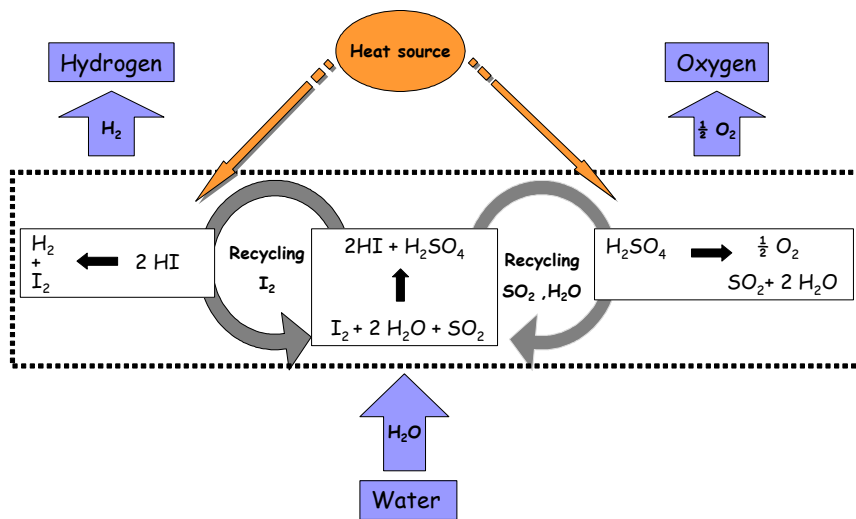 Heat source
Hydrogen
Oxygen
H₂
½ O₂
H₂
+
I₂
2 HI
Recycling
I₂
2HI + H₂SO₄
I₂ + 2 H₂O + SO₂
Recycling
SO₂ ,H₂O
H₂SO₄
½ O₂
SO₂+ 2 H₂O
H₂O
Water